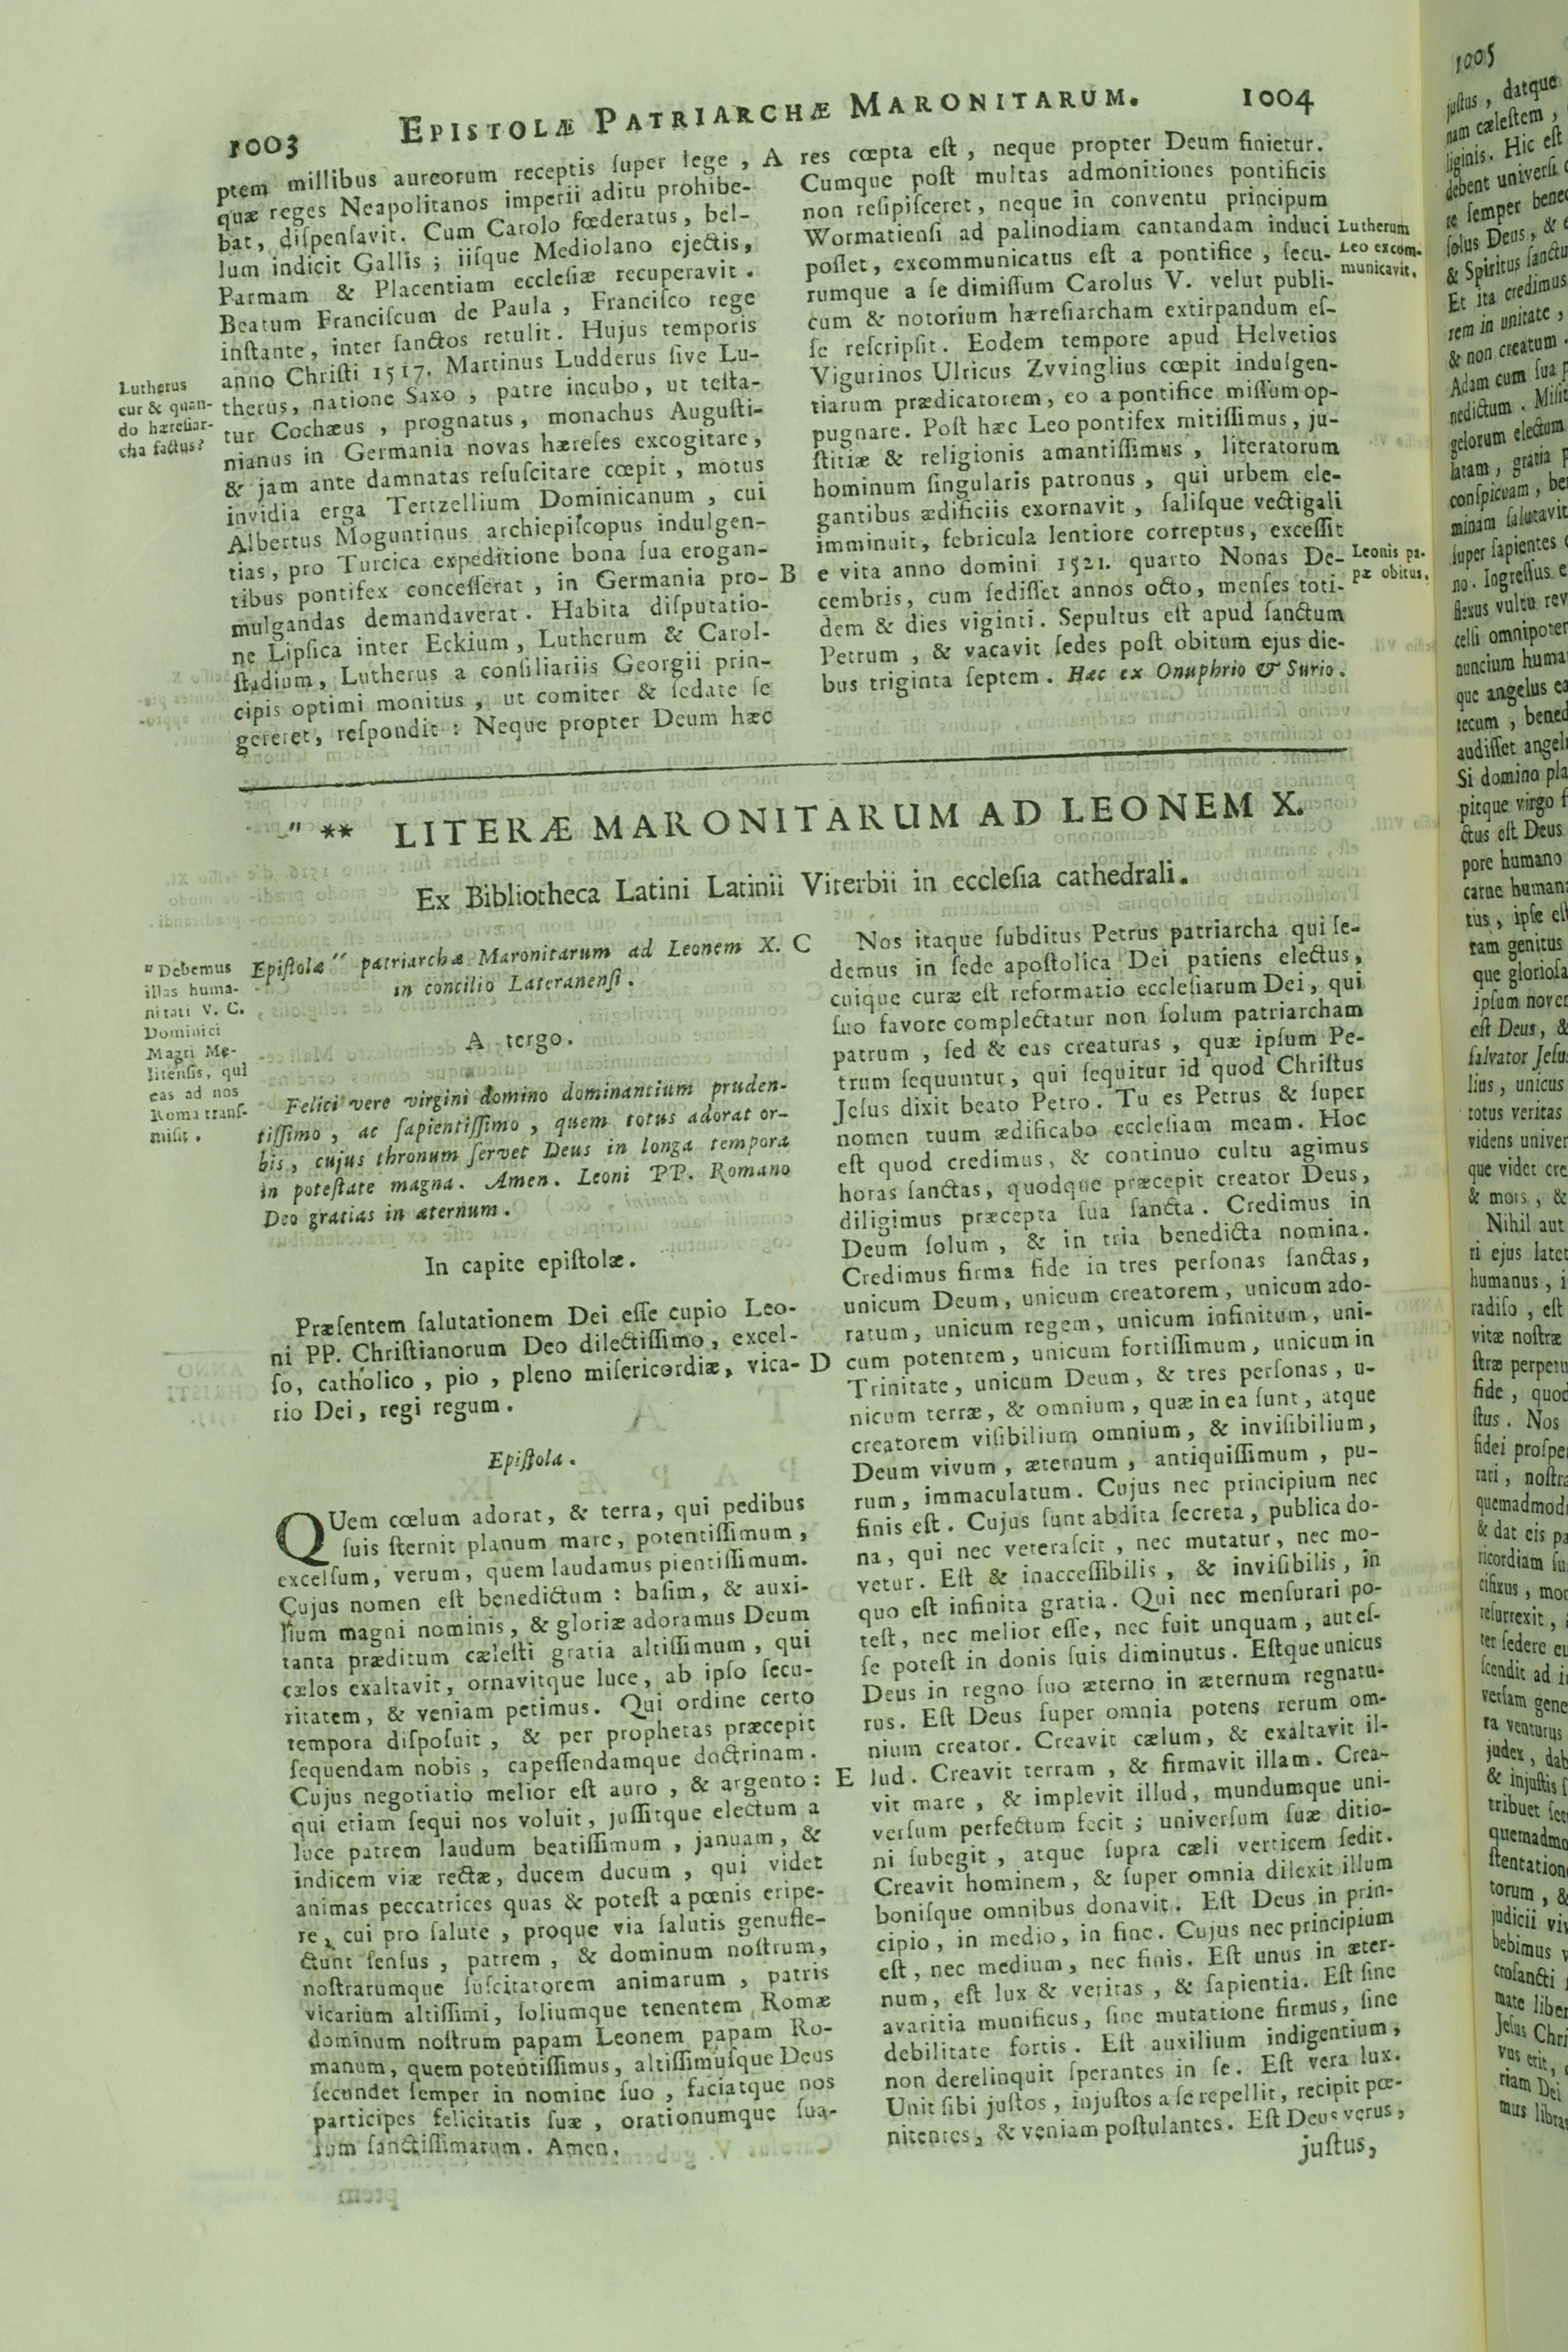 1003
EPISTOLÆ PATRIARCHÆ MARONITARUM.
1004
ptem millibus aureorum receptis ſuper lege,
quæ reges Neapolitanos imperii aditu prohibe-
bat, diſpenſavit. Cum Carolo fœderatus, bel-
lum indicit Gallis; iiſque Mediolano ejectis,
Parmam & Placentiam eccleſiæ recuperavit.
Beatum Franciſcum de Paula, Franciſco rege
inſtante, inter ſanctos retulit. Hujus temporis
anno Chriſti 1517. Martinus Ludderus ſive Lu-
therus, natione Saxo, patre incubo, ut teſta-
tur Cochæus, prognatus, monachus Auguſti-
nianus in Germania novas hæreſes excogitare,
& jam ante damnatas reſuſcitare cœpit, motus
invidia erga Tertzellium Dominicanum, cui
Albertus Moguntinus archiepiſcopus indulgen-
tias, pro Turcica expeditione bona ſua erogan-
tibus pontifex conceſſerat, in Germania pro-
mulgandas demandaverat. Habita diſputatio-
ne Lipſica inter Eckium, Lutherum & Carol-
ſtadium, Lutherus a conſiliariis Georgii prin-
cipis optimi monitus, ut comiter & ſedate ſe
gereret, reſpondit: Neque propter Deum hæc
Lutherus
cur & quan-
do hæreſiar-
cha factus?
A
B
res cœpta eſt, neque propter Deum finietur.
Cumque poſt multas admonitiones pontificis
non reſipiſceret, neque in conventu principum
Wormatienſi ad palinodiam cantandam induci
poſſet, excommunicatus eſt a pontifice, ſecu-
rumque a ſe dimiſſum Carolus V. velut publi-
cum & notorium hæreſiarcham extirpandum eſ-
ſe reſcripſit. Eodem tempore apud Helvetios
Vigurinos Ulricus Zvvinglius cœpit indulgen-
tiarum prædicatorem, eo a pontifice miſſum op-
pugnare. Poſt hæc Leo pontifex mitiſſimus, ju-
ſtitiæ & religionis amantiſſimus, literatorum
hominum ſingularis patronus, qui urbem ele-
gantibus ædificiis exornavit, ſaliſque vectigali
imminuit, febricula lentiore correptus, exceſſit
e vita anno domini 1521. quarto Nonas De-
cembris, cum ſediſſet annos octo, menſes toti-
dem & dies viginti. Sepultus eſt apud ſanctum
Petrum, & vacavit ſedes poſt obitum ejus die-
bus triginta ſeptem. Hæc ex Onuphrio & Surio.
Lutherum
Leo excom-
municavit.
Leonis pa-
pæ obitus.
" ** LITERÆ MARONITARUM AD LEONEM X.
Ex Bibliotheca Latini Latinii Viterbii in eccleſia cathedrali.
Epiſtolæ " patriarchæ Maronitarum ad Leonem X.
in concilio Lateranenſi.
" Debemus
illas huma-
nitati V. C.
Dominici
Magri Me-
litenſis, qui
eas ad nos
Roma tranſ-
miſit.
A tergo.
Felici vere virgini domino dominantium pruden-
tiſſimo, ac ſapientiſſimo, quem totus adorat or-
bis, cujus thronum ſervet Deus in longa tempora
in poteſtate magna. Amen. Leoni PP. Romano
Deo gratias in æternum.
In capite epiſtolæ.
Præſentem ſalutationem Dei eſſe cupio Leo-
ni PP. Chriſtianorum Deo dilectiſſimo, excel-
ſo, catholico, pio, pleno miſericordiæ, vica-
rio Dei, regi regum.
Epiſtola.
QUem cœlum adorat, & terra, qui pedibus
ſuis ſternit planum mare, potentiſſimum,
excelſum, verum, quem laudamus pientiſſimum.
Cujus nomen eſt benedictum: baſim, & auxi-
lium magni nominis, & gloriæ adoramus Deum
tanta præditum cæleſti gratia altiſſimum, qui
cælos exaltavit, ornavitque luce, ab ipſo ſecu-
ritatem, & veniam petimus. Qui ordine certo
tempora diſpoſuit, & per prophetas præcepit
ſequendam nobis, capeſſendamque doctrinam.
Cujus negotiatio melior eſt auro, & argento:
qui etiam ſequi nos voluit, juſſitque electum a
luce patrem laudum beatiſſimum, januam, &
indicem viæ rectæ, ducem ducum, qui videt
animas peccatrices quas & poteſt a pœnis eripe-
re, cui pro ſalute, proque via ſalutis genufle-
ctunt ſenſus, patrem, & dominum noſtrum,
noſtrarumque ſuſcitatorem animarum, patris
vicarium altiſſimi, ſoliumque tenentem Romæ
dominum noſtrum papam Leonem papam Ro-
manum, quem potentiſſimus, altiſſimuſque Deus
ſecundet ſemper in nomine ſuo, faciatque nos
participes felicitatis ſuæ, orationumque ſua-
rum ſanctiſſimarum. Amen.
C
D
E
Nos itaque ſubditus Petrus patriarcha qui ſe-
demus in ſede apoſtolica Dei patiens electus,
cuique curæ eſt reformatio eccleſiarum Dei, qui
ſuo favore complectatur non ſolum patriarcham
patrum, ſed & eas creaturas, quæ ipſum Pe-
trum ſequuntur, qui ſequitur id quod Chriſtus
Jeſus dixit beato Petro. Tu es Petrus & ſuper
nomen tuum ædificabo eccleſiam meam. Hoc
eſt quod credimus, & continuo cultu agimus
horas ſanctas, quodque præcepit creator Deus,
diligimus præcepta ſua ſancta. Credimus in
Deum ſolum, & in tria benedicta nomina.
Credimus firma fide in tres perſonas ſanctas,
unicum Deum, unicum creatorem, unicum ado-
ratum, unicum regem, unicum infinitum, uni-
cum potentem, unicum fortiſſimum, unicum in
Trinitate, unicum Deum, & tres perſonas, u-
nicum terræ, & omnium, quæ in ea ſunt, atque
creatorem viſibilium omnium, & inviſibilium,
Deum vivum, æternum, antiquiſſimum, pu-
rum, immaculatum. Cujus nec principium nec
finis eſt. Cujus ſunt abdita ſecreta, publica do-
na, qui nec veteraſcit, nec mutatur, nec mo-
vetur. Eſt & inacceſſibilis, & inviſibilis, in
quo eſt infinita gratia. Qui nec menſurari po-
teſt, nec melior eſſe, nec fuit unquam, aut eſ-
ſe poteſt in donis ſuis diminutus. Eſtque unicus
Deus in regno ſuo æterno in æternum regnatu-
rus. Eſt Deus ſuper omnia potens rerum om-
nium creator. Creavit cælum, & exaltavit il-
lud. Creavit terram, & firmavit illam. Crea-
vit mare, & implevit illud, mundumque uni-
verſum perfectum fecit; univerſum ſuæ ditio-
ni ſubegit, atque ſupra cæli verticem ſedit.
Creavit hominem, & ſuper omnia dilexit illum
boniſque omnibus donavit. Eſt Deus in prin-
cipio, in medio, in fine. Cujus nec principium
eſt, nec medium, nec finis. Eſt unus in æter-
num, eſt lux & veritas, & ſapientia. Eſt ſine
avaritia munificus, ſine mutatione firmus, ſine
debilitate fortis. Eſt auxilium indigentium,
non derelinquit ſperantes in ſe. Eſt vera lux.
Unit ſibi juſtos, injuſtos a ſe repellit, recipit pœ-
nitentes, & veniam poſtulantes. Eſt Deus verus,
juſtus,
1005
juſtus, datque
nam cæleſtem,
liginis. Hic eſt
debent univerſi
re ſemper bene
ſolus Deus, &
& Spiritus ſanctu
Et ita credimus
rem in unitate,
& non creatum.
Adam cum ſua
nedictum. Miſit
gelorum electum
latam, gratia
conſpicuam, be
minam ſalutavit
ſuper ſapientes
no. Ingreſſus e
flexus vultu rev
celli omnipoter
nuncium huma
que angelus ea
tecum, bened
audiſſet angeli
Si domino pla
pitque virgo f
ctus eſt Deus
pore humano
carne human
tus, ipſe eſt
tam genitus
que glorioſa
ipſum nover
eſt Deus, &
ſalvator Jeſu
lius, unicus
totus veritas
videns univer
que videt cre
& mors, &
Nihil aut
ri ejus latet
humanus, i
radiſo, eſt
vitæ noſtræ
ſtræ perpetu
fide, quod
ſtus. Nos
fidei proſper
rari, noſtra
quemadmod
& dat eis pa
ricordiam ſu
cifixus, mor
reſurrexit, i
ter ſedere eu
ſcendit ad i
verſam gene
ra venturus
judex, dab
& injuſtis ſ
tribuet ſec
quemadmo
ſtentation
torum, &
judicii viv
bebimus v
croſancti
mate liber
Jeſus Chri
vus erit,
riam Dei
mus libra